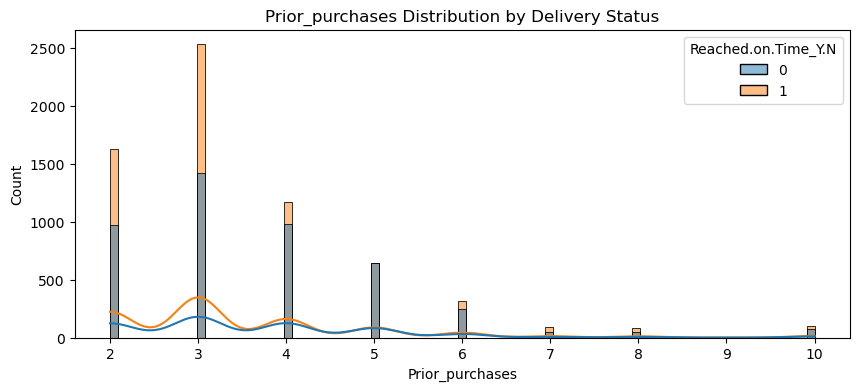 Prior_purchases Distribution by Delivery Status
Reached.on.Time_Y.N
0
1
2500
2000
1500
1000
500
0
Count
2 3 4 5 6 7 8 9 10
Prior_purchases